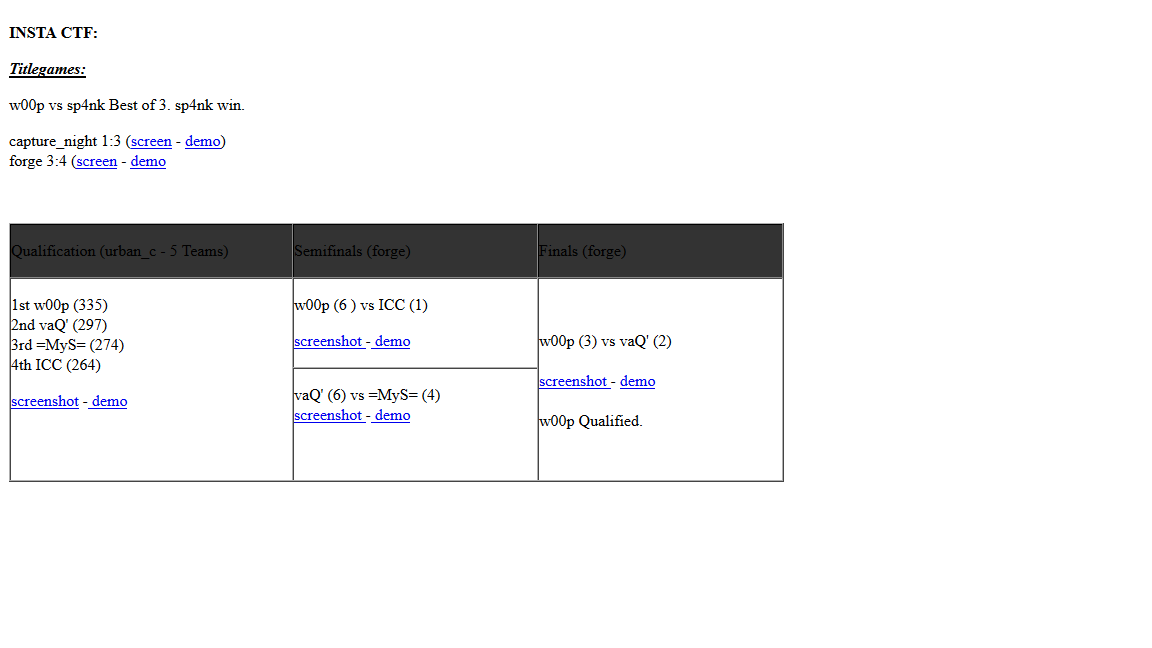 INSTA CTF:
Titlegames:
w00p vs sp4nk Best of 3. sp4nk win.
capture_night 1:3 (screen - demo)
forge 3:4 (screen - demo
Qualification (urban_c - 5 Teams)
Semifinals (forge)
Finals (forge)
1st w00p (335)
2nd vaQ' (297)
3rd =MyS= (274)
4th ICC (264)
screenshot - demo
w00p (6 ) vs ICC (1)
screenshot - demo
vaQ' (6) vs =MyS= (4)
screenshot - demo
w00p (3) vs vaQ' (2)
screenshot - demo
w00p Qualified.